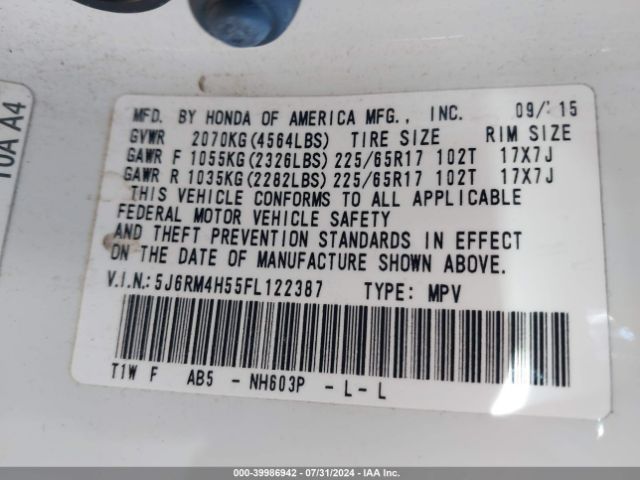 MFD. BY HONDA OF AMERICA MFG., INC. 09/15
GVWR 2070KG(4564LBS) TIRE SIZE RIM SIZE
GAWR F 1055KG(2326LBS) 225/65R17 102T 17X7J
GAWR R 1035KG(2282LBS) 225/65R17 102T 17X7J
THIS VEHICLE CONFORMS TO ALL APPLICABLE
FEDERAL MOTOR VEHICLE SAFETY
AND THEFT PREVENTION STANDARDS IN EFFECT
ON THE DATE OF MANUFACTURE SHOWN ABOVE.
V.I.N.: 5J6RM4H55FL122387 TYPE: MPV
T1W F AB5 - NH603P - L - L
10A A4
000-39986942 - 07/31/2024 - IAAI.COM